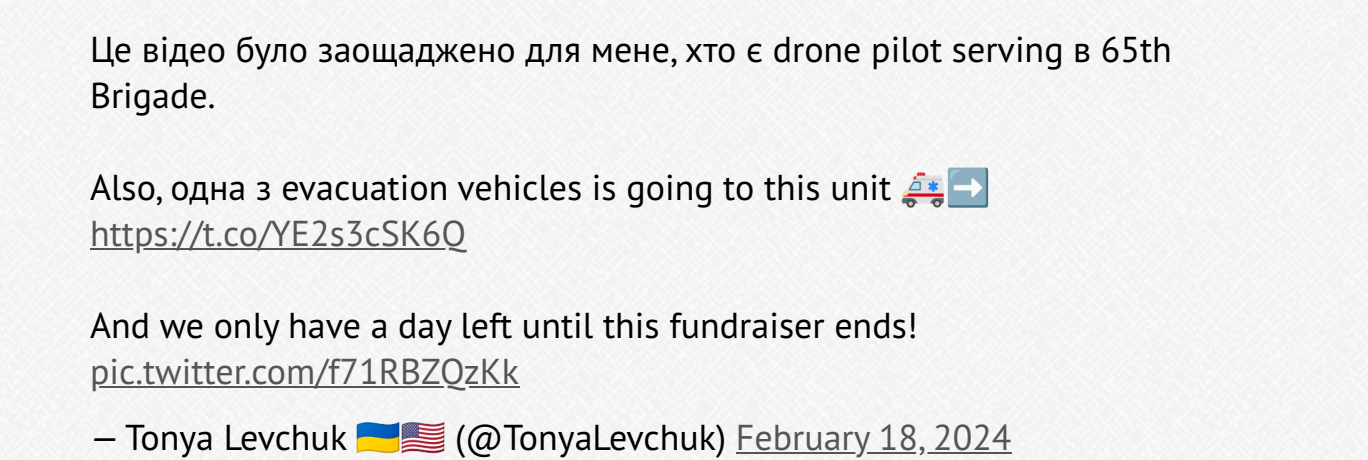 Це відео було заощаджено для мене, хто є drone pilot serving в 65th
Brigade.
Also, одна з evacuation vehicles is going to this unit 🚑➡️
https://t.co/YE2s3cSK6Q
And we only have a day left until this fundraiser ends!
pic.twitter.com/f71RBZQzKk
— Tonya Levchuk 🇺🇦🇺🇸 (@TonyaLevchuk) February 18, 2024